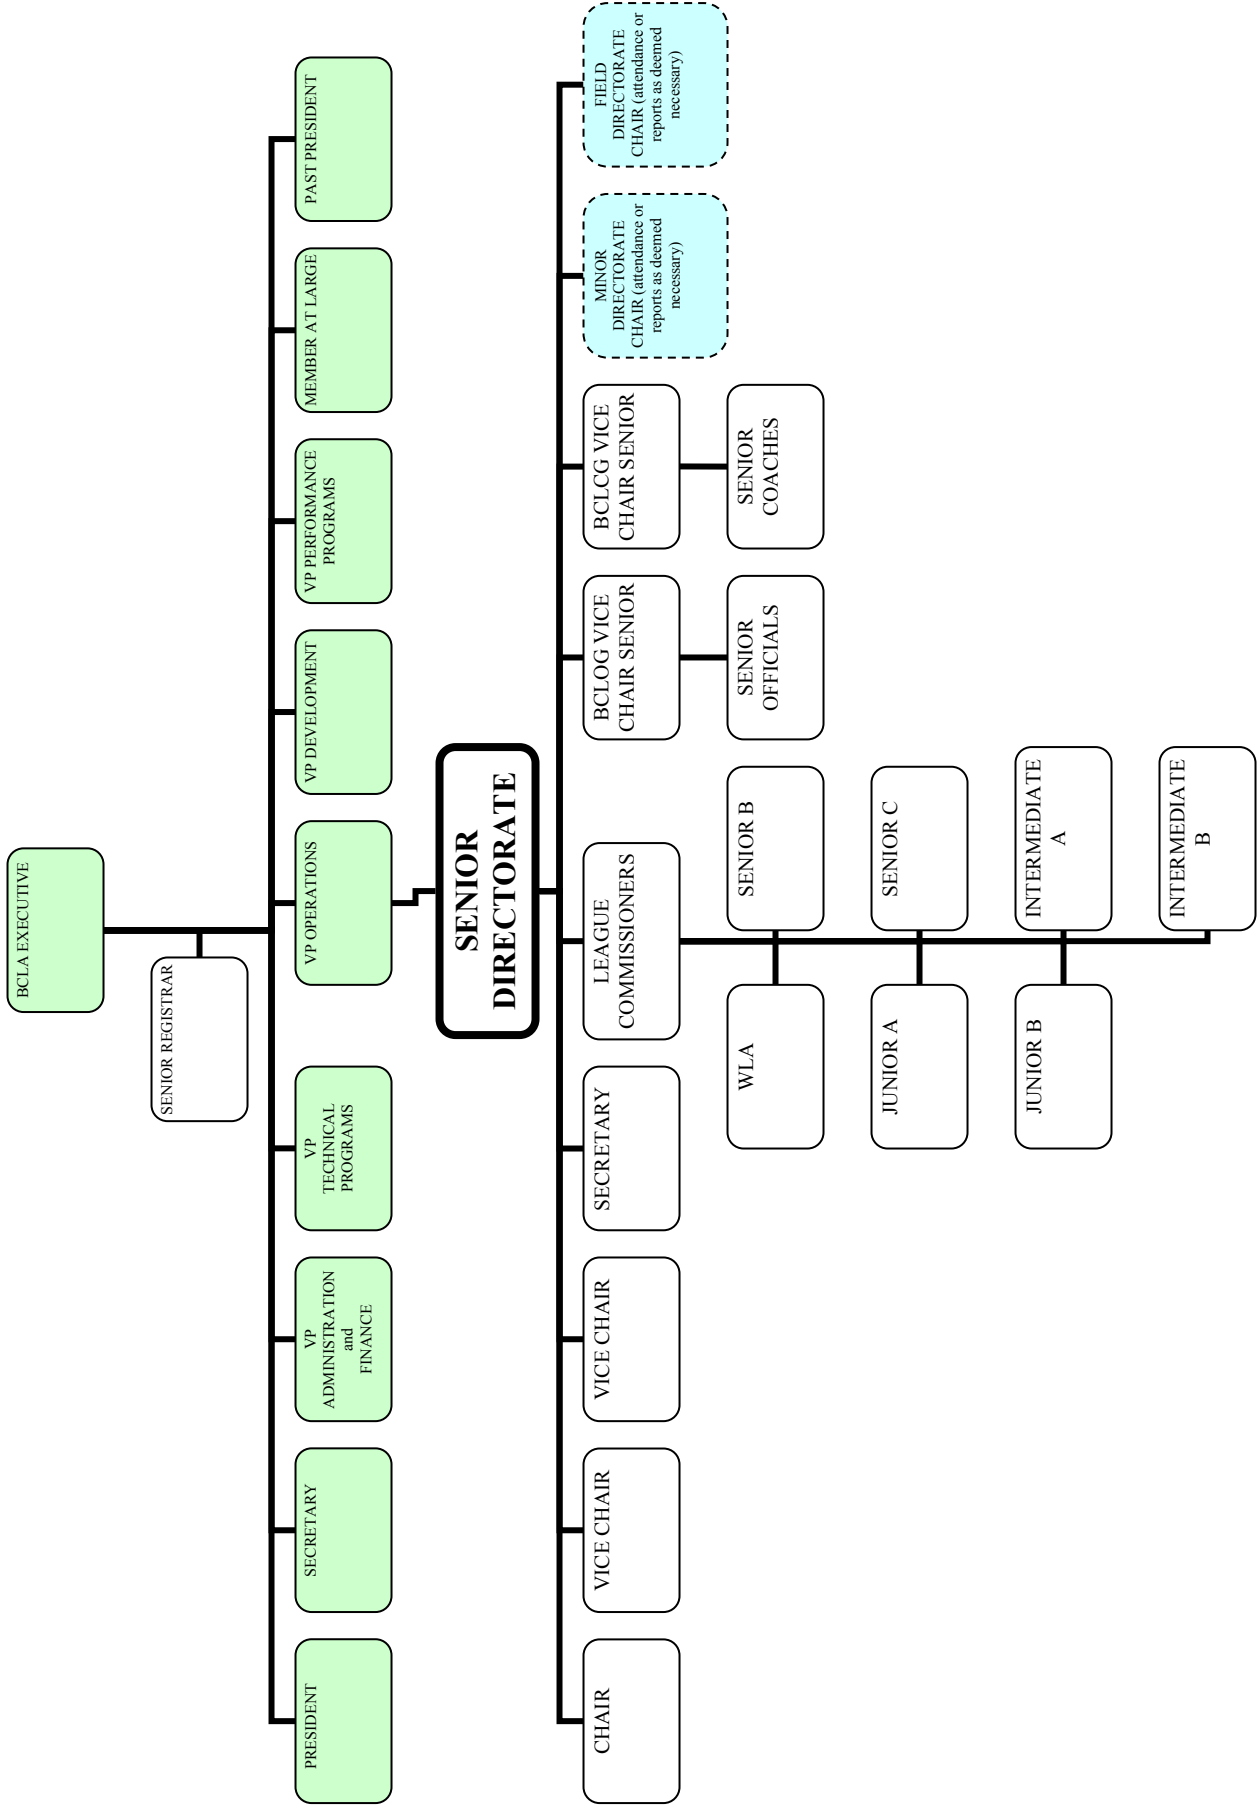 BCLA EXECUTIVE
SENIOR REGISTRAR
PRESIDENT
SECRETARY
VP
ADMINISTRATION
and
FINANCE
VP
TECHNICAL
PROGRAMS
VP OPERATIONS
VP DEVELOPMENT
VP PERFORMANCE
PROGRAMS
MEMBER AT LARGE
PAST PRESIDENT
SENIOR
DIRECTORATE
CHAIR
VICE CHAIR
VICE CHAIR
SECRETARY
LEAGUE
COMMISSIONERS
BCLOG VICE
CHAIR SENIOR
BCLCG VICE
CHAIR SENIOR
MINOR
DIRECTORATE
CHAIR (attendance or
reports as deemed
necessary)
FIELD
DIRECTORATE
CHAIR (attendance or
reports as deemed
necessary)
WLA
SENIOR B
SENIOR
OFFICIALS
SENIOR
COACHES
JUNIOR A
SENIOR C
JUNIOR B
INTERMEDIATE
A
INTERMEDIATE
B